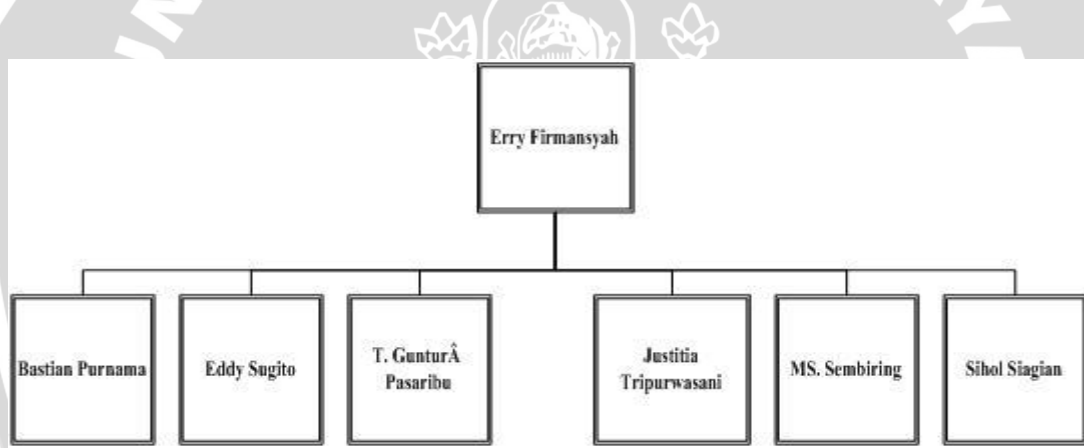 Erry Firmansyah
Bastian Purnama
Eddy Sugito
T. GunturÂ
Pasaribu
Justitia
Tripurwasani
MS. Sembiring
Sihol Siagian